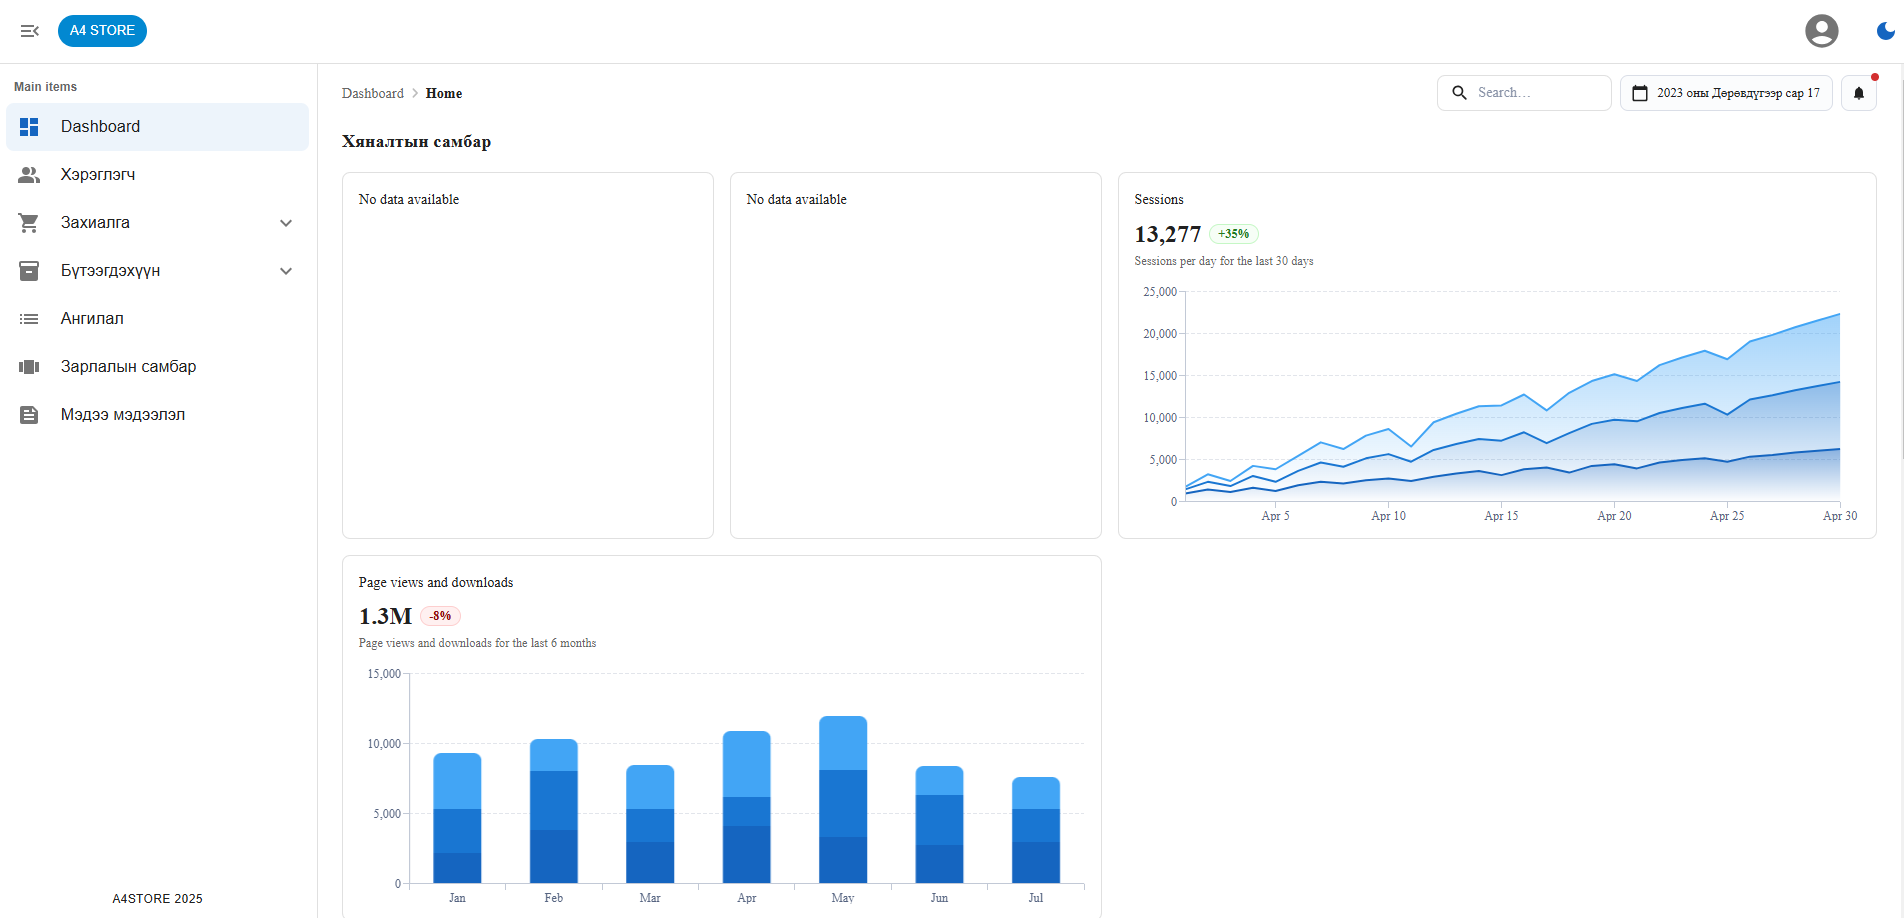 A4 STORE
Main items
Dashboard
Хэрэглэгч
Захиалга
Бүтээгдэхүүн
Ангилал
Зарлалын самбар
Мэдээ мэдээлэл
A4STORE 2025
Dashboard > Home
Search…
2023 оны Дөрөвдүгээр сар 17
Хяналтын самбар
No data available
No data available
Sessions
13,277 +35%
Sessions per day for the last 30 days
25,000
20,000
15,000
10,000
5,000
0
Apr 5 Apr 10 Apr 15 Apr 20 Apr 25 Apr 30
Page views and downloads
1.3M -8%
Page views and downloads for the last 6 months
15,000
10,000
5,000
0
Jan Feb Mar Apr May Jun Jul